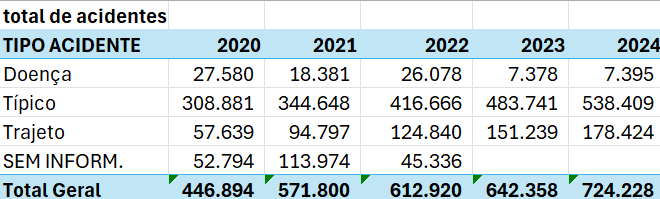 total de acidentes
TIPO ACIDENTE 2020 2021 2022 2023 2024
Doença 27.580 18.381 26.078 7.378 7.395
Típico 308.881 344.648 416.666 483.741 538.409
Trajeto 57.639 94.797 124.840 151.239 178.424
SEM INFORM. 52.794 113.974 45.336
Total Geral 446.894 571.800 612.920 642.358 724.228